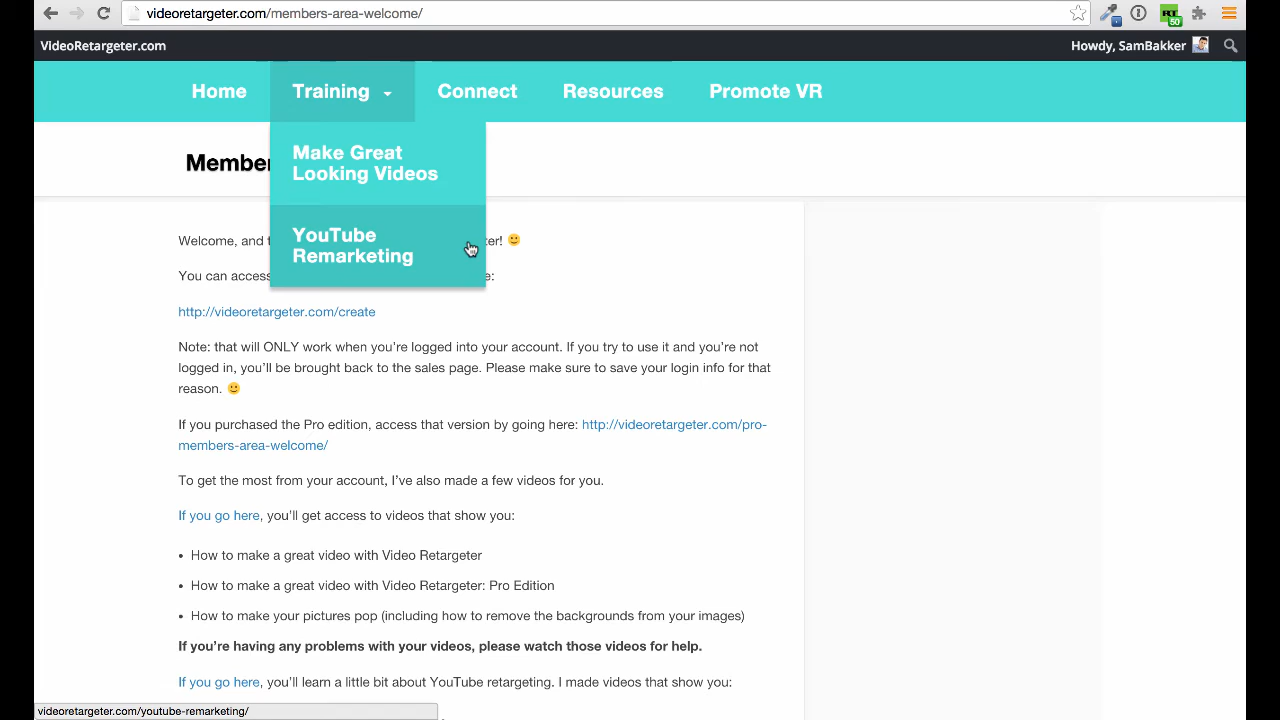 videoretargeter.com/members-area-welcome/
50
VideoRetargeter.com
Howdy, SamBakker
Home Training Connect Resources Promote VR
Make Great
Looking Videos
YouTube
Remarketing
Welcome, and
You can access
http://videoretargeter.com/create
Note: that will ONLY work when you're logged into your account. If you try to use it and you're not
logged in, you'll be brought back to the sales page. Please make sure to save your login info for that
reason.
If you purchased the Pro edition, access that version by going here: http://videoretargeter.com/pro-
members-area-welcome/
To get the most from your account, I've also made a few videos for you.
If you go here, you'll get access to videos that show you:
• How to make a great video with Video Retargeter
• How to make a great video with Video Retargeter: Pro Edition
• How to make your pictures pop (including how to remove the backgrounds from your images)
If you're having any problems with your videos, please watch those videos for help.
If you go here, you'll learn a little bit about YouTube retargeting. I made videos that show you:
videoretargeter.com/youtube-remarketing/